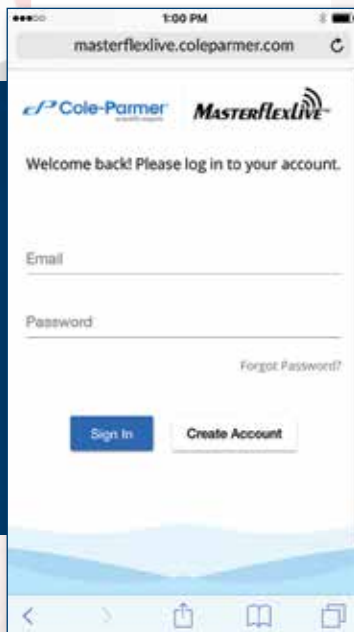 1:00 PM
masterflexlive.coleparmer.com
Cole-Parmer
MASTERFLEXLIVE
Welcome back! Please log in to your account.
Email
Password
Forgot Password?
Sign In
Create Account